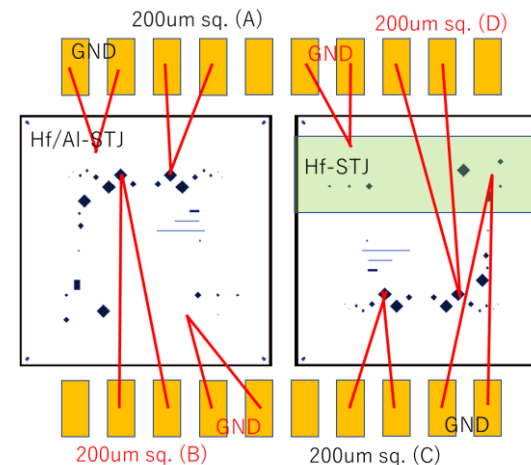 200um sq. (A)
200um sq. (D)
GND
GND
Hf/Al-STJ
Hf-STJ
GND
GND
200um sq. (B)
200um sq. (C)